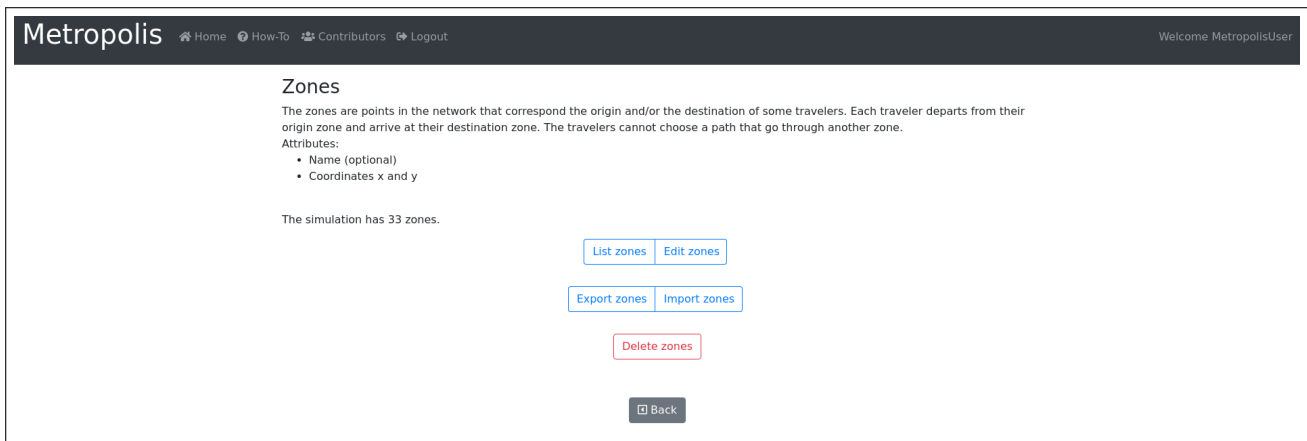 Metropolis Home How-To Contributors Logout Welcome MetropolisUser
Zones
The zones are points in the network that correspond the origin and/or the destination of some travelers. Each traveler departs from their
origin zone and arrive at their destination zone. The travelers cannot choose a path that go through another zone.
Attributes:
• Name (optional)
• Coordinates x and y
The simulation has 33 zones.
List zones Edit zones
Export zones Import zones
Delete zones
Back